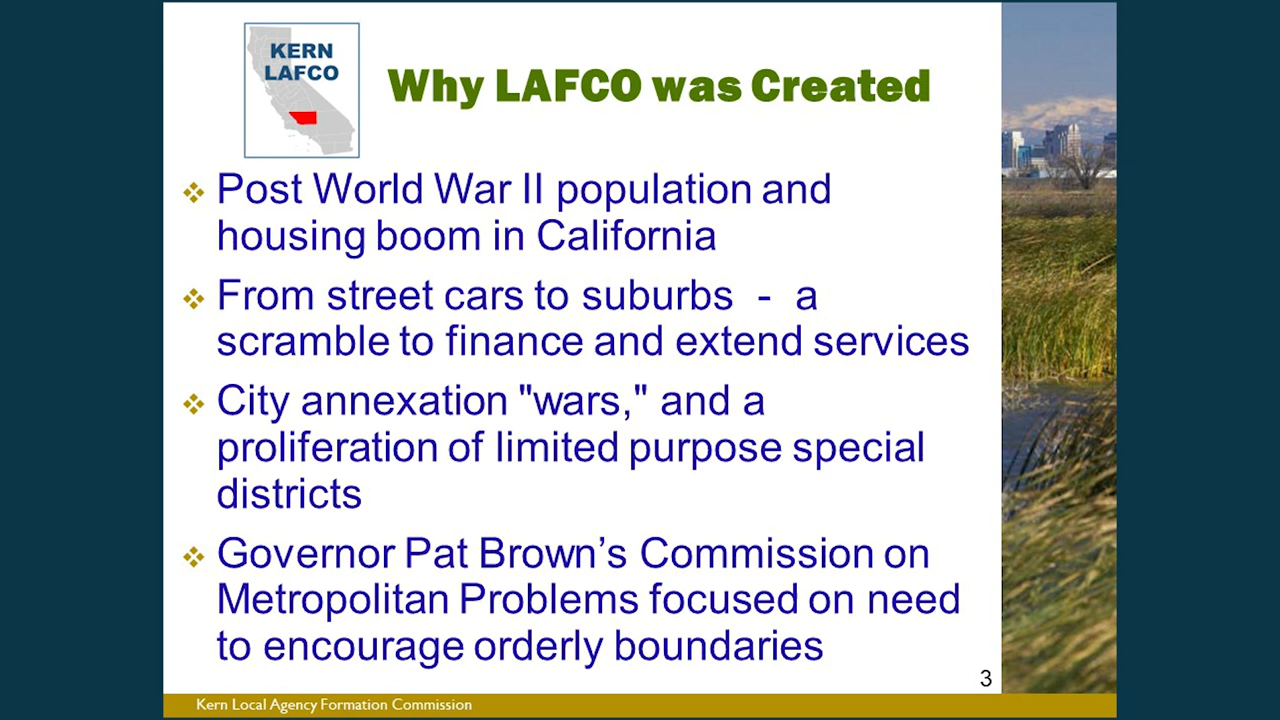 KERN
LAFCO
Why LAFCO was Created
Post World War II population and
housing boom in California
From street cars to suburbs - a
scramble to finance and extend services
City annexation "wars," and a
proliferation of limited purpose special
districts
Governor Pat Brown’s Commission on
Metropolitan Problems focused on need
to encourage orderly boundaries
3
Kern Local Agency Formation Commission